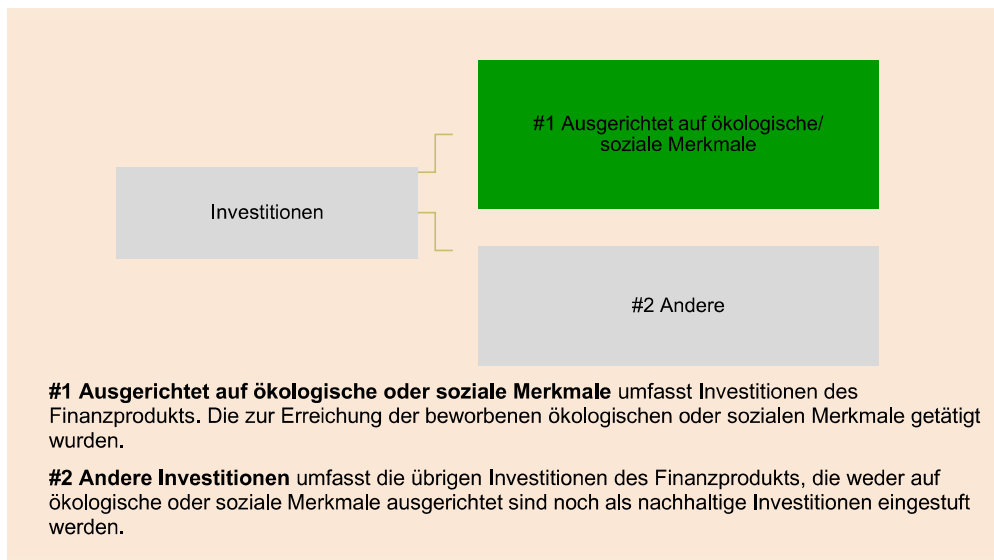 #1 Ausgerichtet auf ökologische/
soziale Merkmale
Investitionen
#2 Andere
#1 Ausgerichtet auf ökologische oder soziale Merkmale umfasst Investitionen des
Finanzprodukts. Die zur Erreichung der beworbenen ökologischen oder sozialen Merkmale getätigt
wurden.
#2 Andere Investitionen umfasst die übrigen Investitionen des Finanzprodukts, die weder auf
ökologische oder soziale Merkmale ausgerichtet sind noch als nachhaltige Investitionen eingestuft
werden.